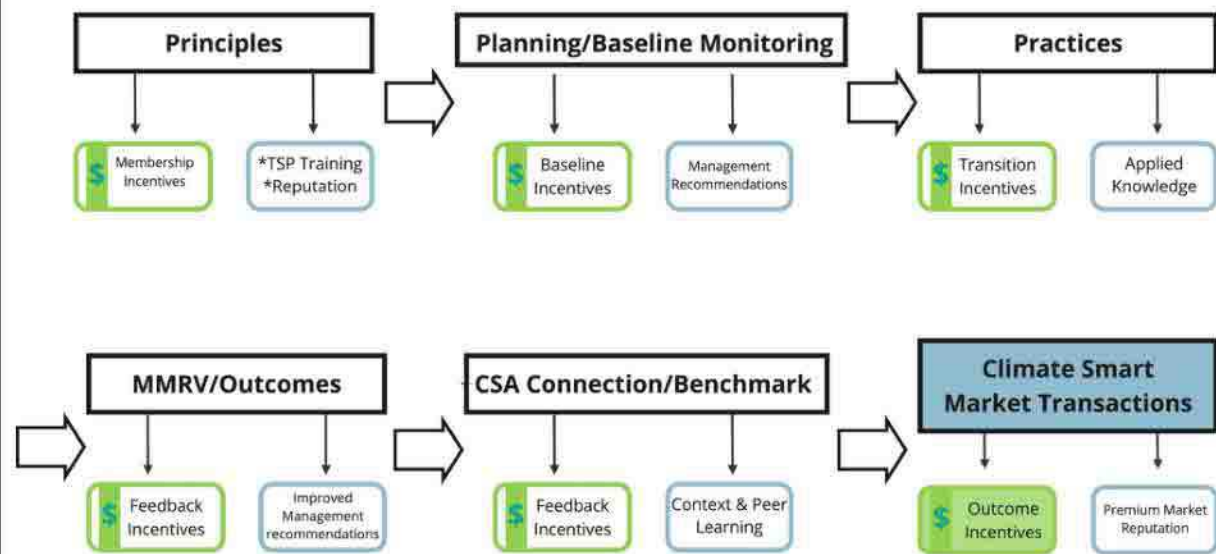 Principles
Planning/Baseline Monitoring
Practices
$ Membership
Incentives
*TSP Training
*Reputation
$ Baseline
Incentives
Management
Recommendations
$ Transition
Incentives
Applied
Knowledge
MMRV/Outcomes
CSA Connection/Benchmark
Climate Smart
Market Transactions
$ Feedback
Incentives
Improved
Management
recommendations
$ Feedback
Incentives
Context & Peer
Learning
$ Outcome
Incentives
Premium Market
Reputation